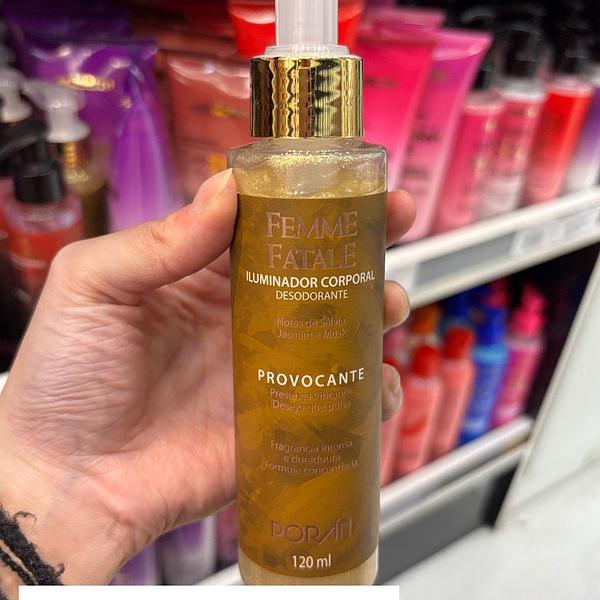 FEMME
FATALE
ILUMINADOR CORPORAL
DESODORANTE
Notas de Sálvia,
Jasmim e Musk
PROVOCANTE
Presença vibrante
Desejo que pulsa
Fragrância intensa
e duradoura
Fórmula concentrada
PORÁN
120 ml